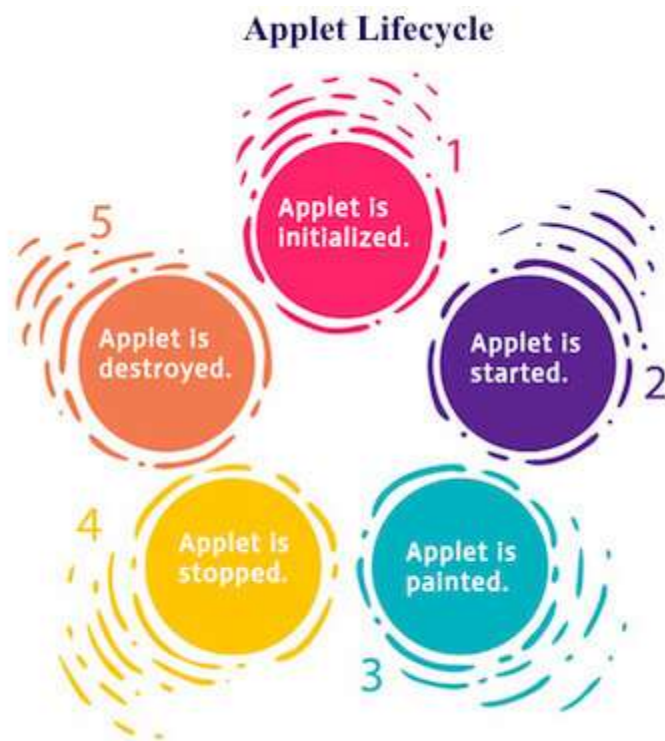 Applet Lifecycle
1
Applet is
initialized.
2
Applet is
started.
3
Applet is
painted.
4
Applet is
stopped.
5
Applet is
destroyed.